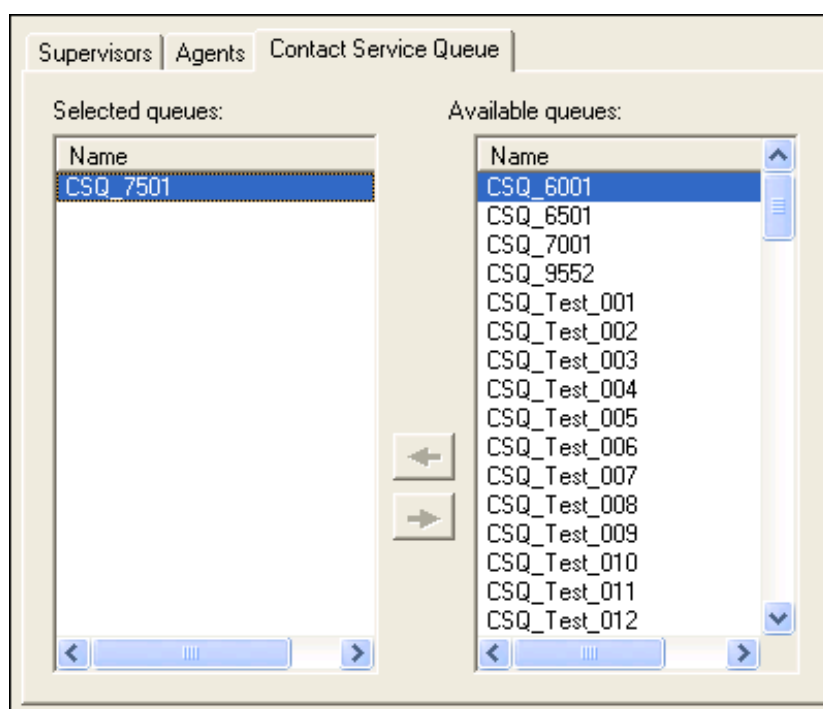 Supervisors Agents Contact Service Queue
Selected queues:
Name
CSQ_7501
Available queues:
Name
CSQ_6001
CSQ_6501
CSQ_7001
CSQ_9552
CSQ_Test_001
CSQ_Test_002
CSQ_Test_003
CSQ_Test_004
CSQ_Test_005
CSQ_Test_006
CSQ_Test_007
CSQ_Test_008
CSQ_Test_009
CSQ_Test_010
CSQ_Test_011
CSQ_Test_012